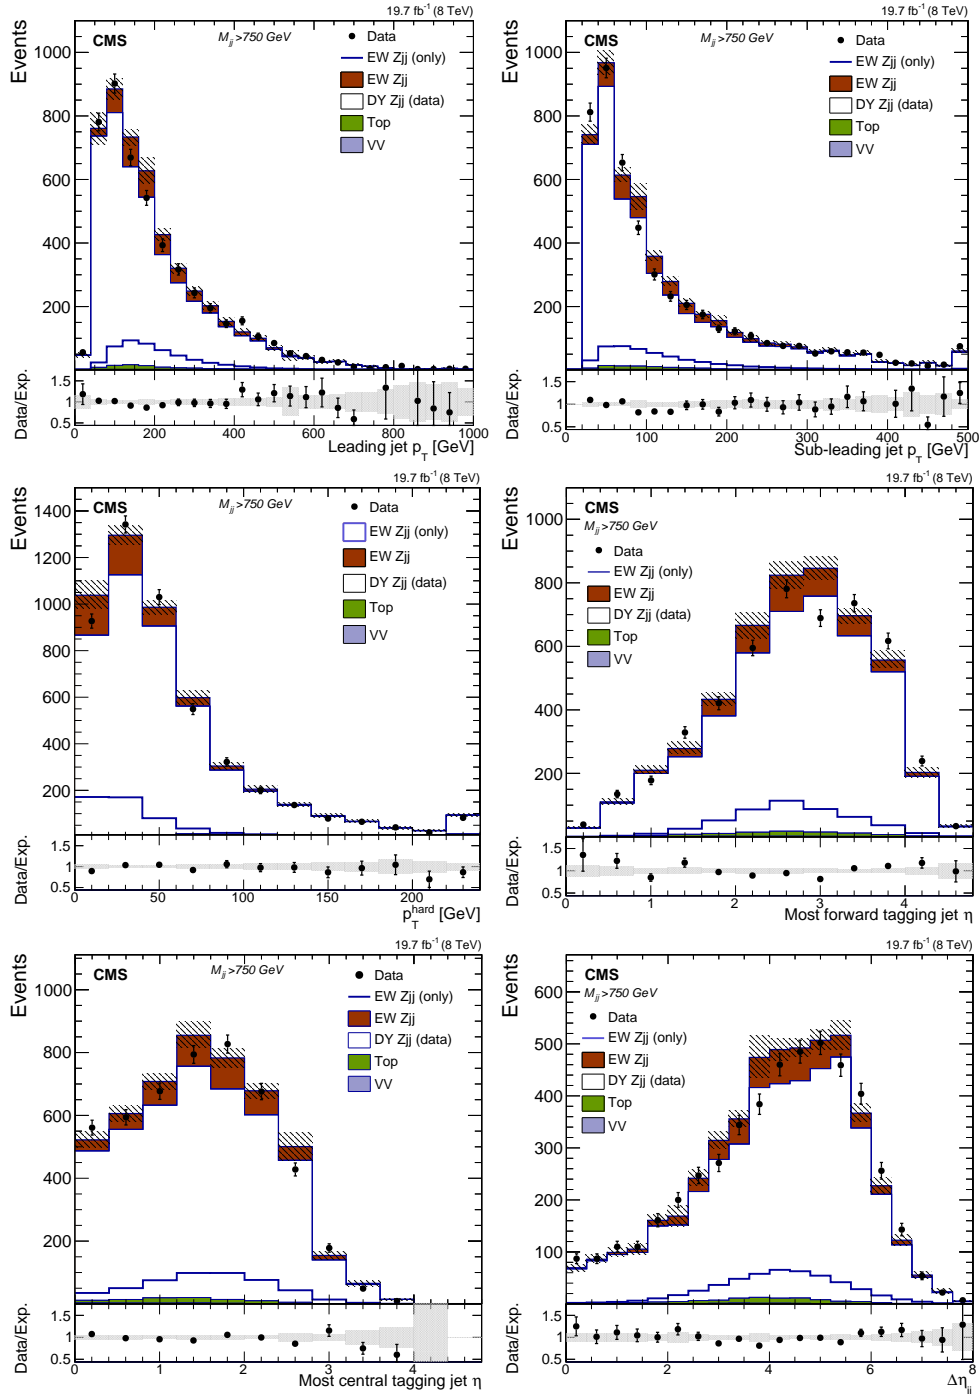 19.7 fb⁻¹ (8 TeV)
CMS
M_jj > 750 GeV
Events
1000
800
600
400
200
Data
EW Zjj (only)
EW Zjj
DY Zjj (data)
Top
VV
Data/Exp.
1.5
1
0.5
0 200 400 600 800 1000
Leading jet p_T [GeV]
19.7 fb⁻¹ (8 TeV)
CMS
M_jj > 750 GeV
Events
1000
800
600
400
200
Data
EW Zjj (only)
EW Zjj
DY Zjj (data)
Top
VV
Data/Exp.
1.5
1
0.5
0 100 200 300 400 500
Sub-leading jet p_T [GeV]
19.7 fb⁻¹ (8 TeV)
CMS
M_jj > 750 GeV
Events
1400
1200
1000
800
600
400
200
Data
EW Zjj (only)
EW Zjj
DY Zjj (data)
Top
VV
Data/Exp.
1.5
1
0.5
0 50 100 150 200
p_T^hard [GeV]
19.7 fb⁻¹ (8 TeV)
CMS
M_jj > 750 GeV
Events
1000
800
600
400
200
Data
EW Zjj (only)
EW Zjj
DY Zjj (data)
Top
VV
Data/Exp.
1.5
1
0.5
0 1 2 3 4
Most forward tagging jet η
19.7 fb⁻¹ (8 TeV)
CMS
M_jj > 750 GeV
Events
1000
800
600
400
200
Data
EW Zjj (only)
EW Zjj
DY Zjj (data)
Top
VV
Data/Exp.
1.5
1
0.5
0 1 2 3 4
Most central tagging jet η
19.7 fb⁻¹ (8 TeV)
CMS
M_jj > 750 GeV
Events
600
500
400
300
200
100
Data
EW Zjj (only)
EW Zjj
DY Zjj (data)
Top
VV
Data/Exp.
1.5
1
0.5
0 2 4 6 8
Δη_jj